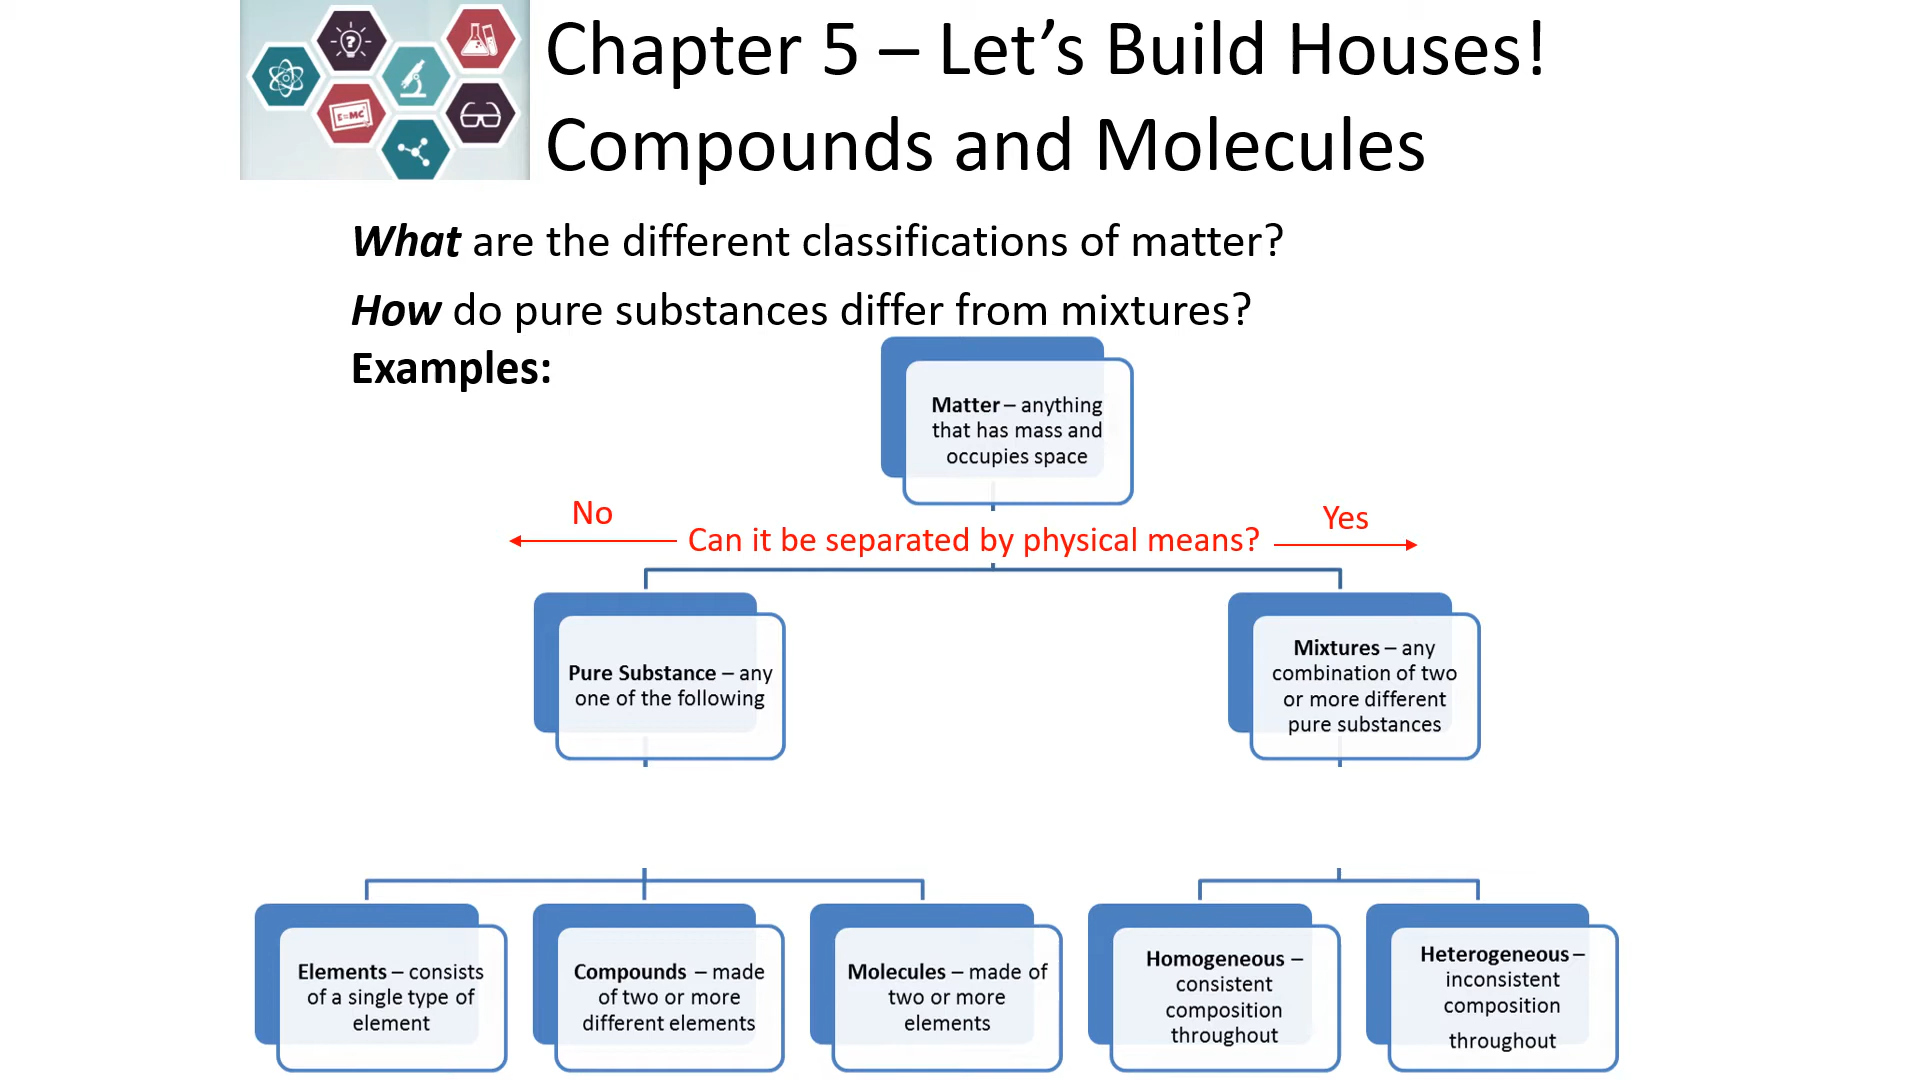 Chapter 5 – Let’s Build Houses!
Compounds and Molecules
What are the different classifications of matter?
How do pure substances differ from mixtures?
Examples:
Matter – anything
that has mass and
occupies space
No
Can it be separated by physical means?
Yes
Pure Substance – any
one of the following
Mixtures – any
combination of two
or more different
pure substances
Elements – consists
of a single type of
element
Compounds – made
of two or more
different elements
Molecules – made of
two or more
elements
Homogeneous –
consistent
composition
throughout
Heterogeneous –
inconsistent
composition
throughout
E=MC²
?